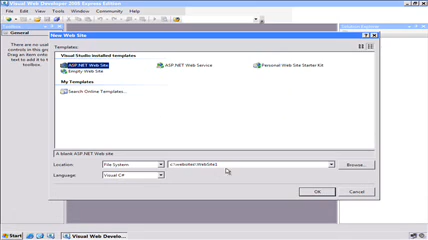 Visual Web Developer 2008 Express Edition
File Edit View Tools Window Community Help
Toolbox
General
There are no us
controls in this gr
Drag an item onto
text to add it to t
toolbox.
New Web Site
Templates:
Visual Studio installed templates
ASP.NET Web Site
ASP.NET Web Service
Personal Web Site Starter Kit
Empty Web Site
My Templates
Search Online Templates...
A blank ASP.NET Web site
Location:
File System
Browse...
Language:
Visual C#
OK
Cancel
Start
Visual Web Develo...